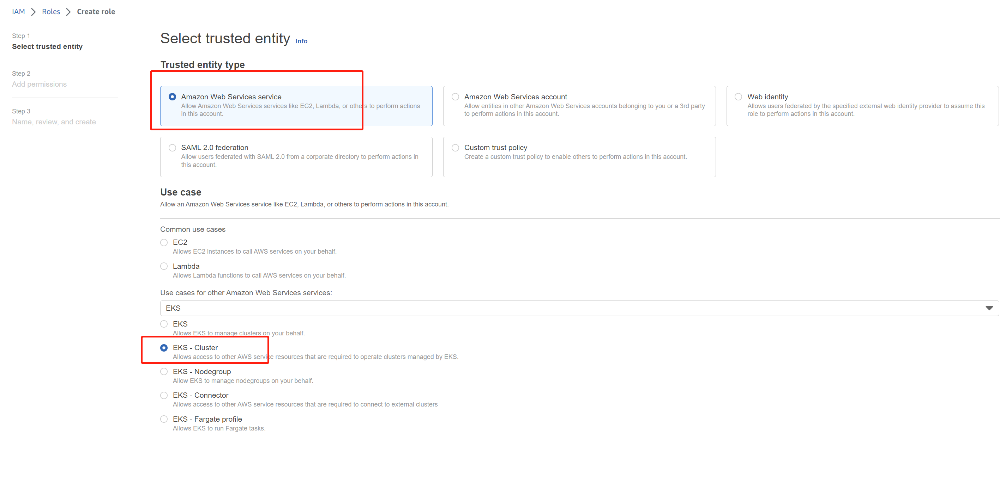 IAM > Roles > Create role
Step 1
Select trusted entity
Step 2
Add permissions
Step 3
Name, review, and create
Select trusted entity Info
Trusted entity type
Amazon Web Services service
Allow Amazon Web Services services like EC2, Lambda, or others to perform actions
in this account.
Amazon Web Services account
Allow entities in other Amazon Web Services accounts belonging to you or a 3rd party
to perform actions in this account.
Web identity
Allows users federated by the specified external web identity provider to assume this
role to perform actions in this account.
SAML 2.0 federation
Allow users federated with SAML 2.0 from a corporate directory to perform actions in
this account.
Custom trust policy
Create a custom trust policy to enable others to perform actions in this account.
Use case
Allow an Amazon Web Services service like EC2, Lambda, or others to perform actions in this account.
Common use cases
EC2
Allows EC2 instances to call AWS services on your behalf.
Lambda
Allows Lambda functions to call AWS services on your behalf.
Use cases for other Amazon Web Services services:
EKS
EKS
Allows EKS to manage clusters on your behalf.
EKS - Cluster
Allows access to other AWS service resources that are required to operate clusters managed by EKS.
EKS - Nodegroup
Allow EKS to manage nodegroups on your behalf.
EKS - Connector
Allows access to other AWS service resources that are required to connect to external clusters
EKS - Fargate profile
Allows EKS to run Fargate tasks.